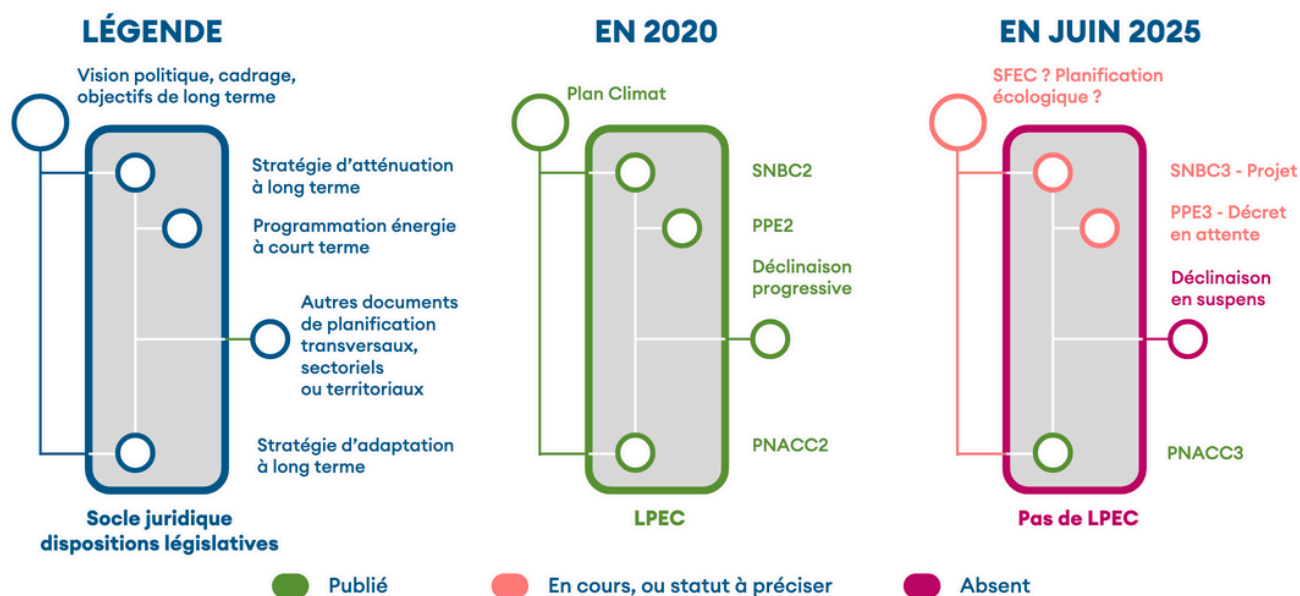 LÉGENDE
Vision politique, cadrage,
objectifs de long terme
Stratégie d’atténuation
à long terme
Programmation énergie
à court terme
Autres documents
de planification
transversaux,
sectoriels
ou territoriaux
Stratégie d’adaptation
à long terme
Socle juridique
dispositions législatives
EN 2020
Plan Climat
SNBC2
PPE2
Déclinaison
progressive
PNACC2
LPEC
EN JUIN 2025
SFEC ? Planification
écologique ?
SNBC3 - Projet
PPE3 - Décret
en attente
Déclinaison
en suspens
PNACC3
Pas de LPEC
Publié
En cours, ou statut à préciser
Absent